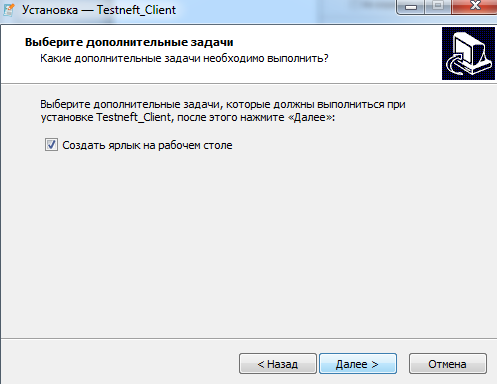 Установка — Testneft_Client
Выберите дополнительные задачи
Какие дополнительные задачи необходимо выполнить?
Выберите дополнительные задачи, которые должны выполниться при
установке Testneft_Client, после этого нажмите «Далее»:
Создать ярлык на рабочем столе
< Назад
Далее >
Отмена